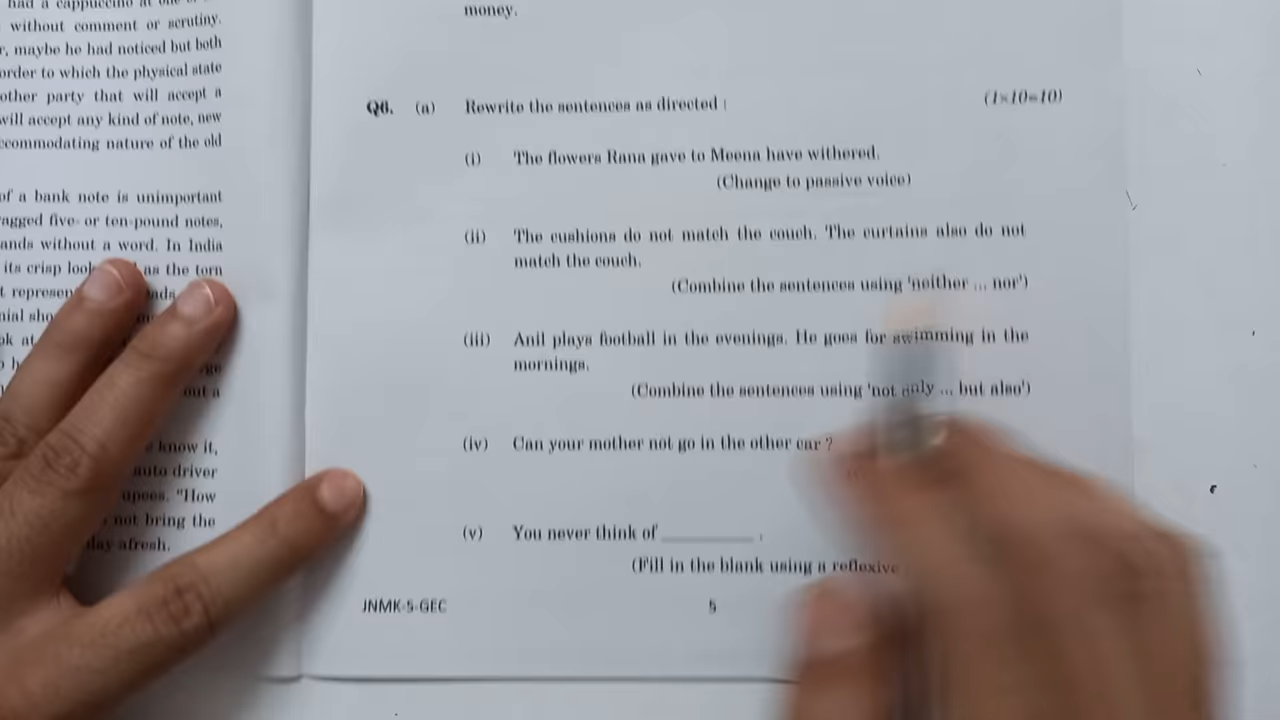 had a cappuccino at one
without comment or scrutiny.
r, maybe he had noticed but both
order to which the physical state
other party that will accept a
will accept any kind of note, new
ccommodating nature of the old
of a bank note is unimportant
agged five- or ten-pound notes,
ands without a word. In India
its crisp look as the torn
t represen
nial sho
ok at
out a
know it,
auto driver
upees. "How
not bring the
day afresh.
money.
Q6. (a) Rewrite the sentences as directed : (1×10=10)
(i) The flowers Rana gave to Meena have withered.
(Change to passive voice)
(ii) The cushions do not match the couch. The curtains also do not
match the couch.
(Combine the sentences using 'neither ... nor')
(iii) Anil plays football in the evenings. He goes for swimming in the
mornings.
(Combine the sentences using 'not only ... but also')
(iv) Can your mother not go in the other car ?
(v) You never think of ________ .
(Fill in the blank using a reflexive
JNMK-5-GEC 5